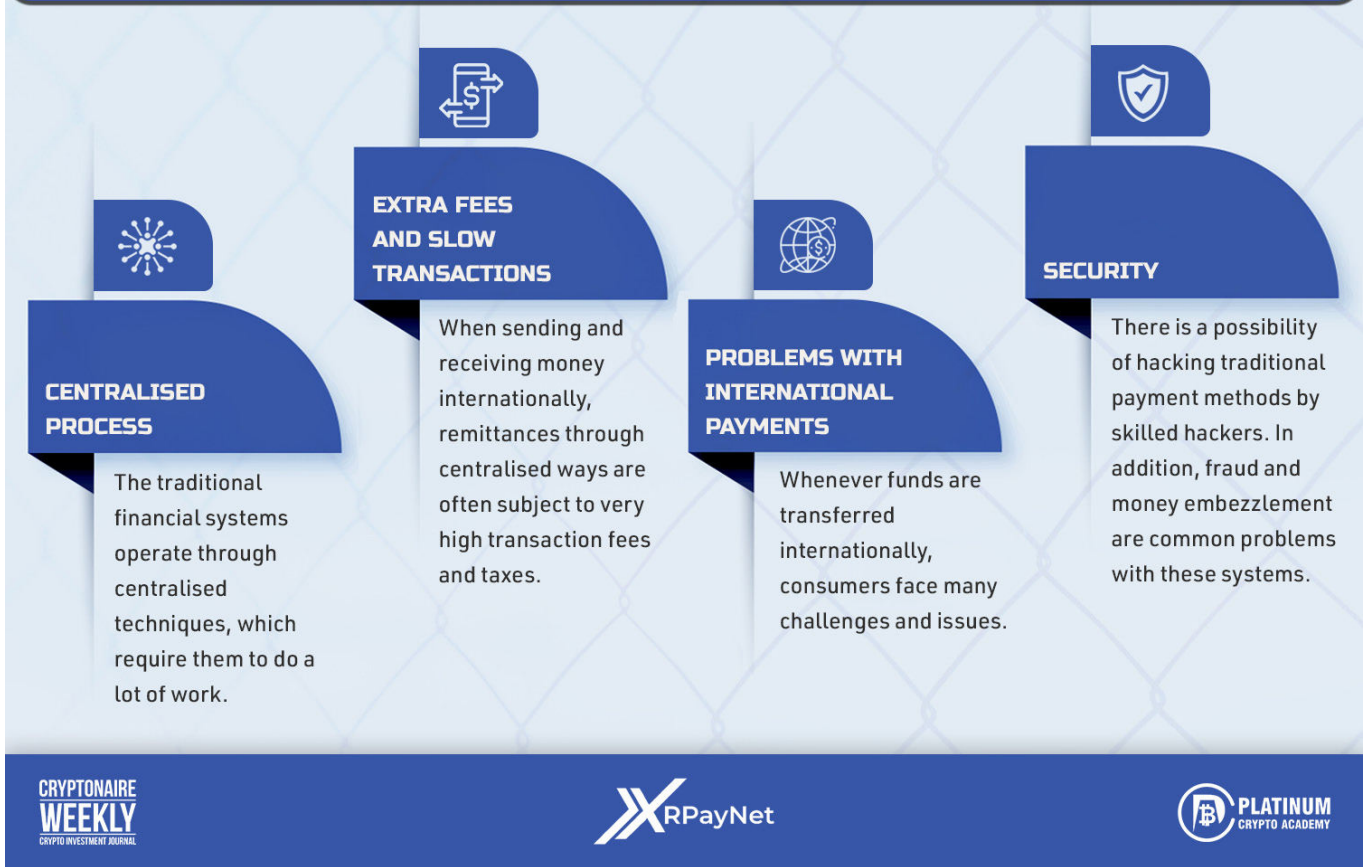 CENTRALISED
PROCESS
The traditional
financial systems
operate through
centralised
techniques, which
require them to do a
lot of work.
EXTRA FEES
AND SLOW
TRANSACTIONS
When sending and
receiving money
internationally,
remittances through
centralised ways are
often subject to very
high transaction fees
and taxes.
PROBLEMS WITH
INTERNATIONAL
PAYMENTS
Whenever funds are
transferred
internationally,
consumers face many
challenges and issues.
SECURITY
There is a possibility
of hacking traditional
payment methods by
skilled hackers. In
addition, fraud and
money embezzlement
are common problems
with these systems.
CRYPTONAIRE
WEEKLY
CRYPTO INVESTMENT JOURNAL
XRPayNet
PLATINUM
CRYPTO ACADEMY